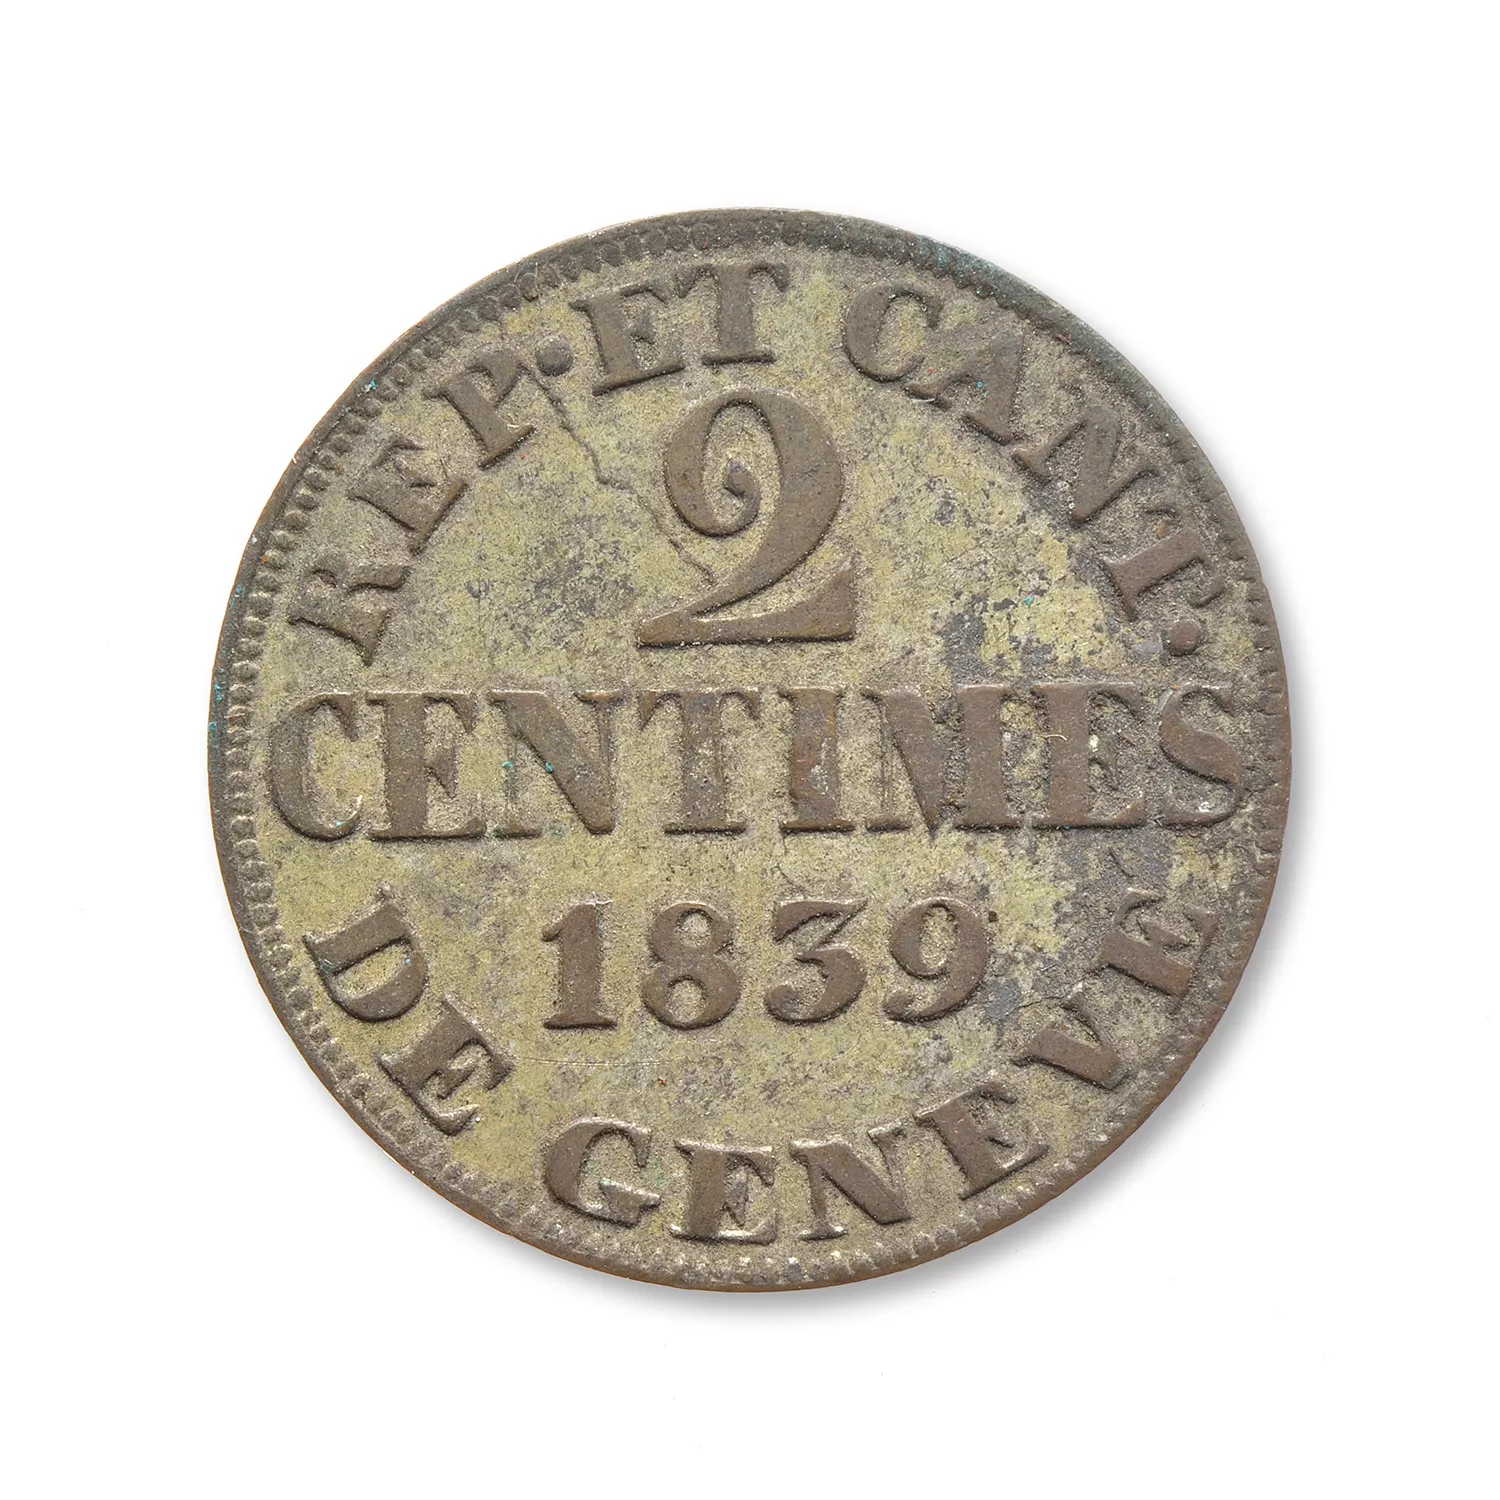 REP. ET CANT.
2
CENTIMES
1839
DE GENEVE